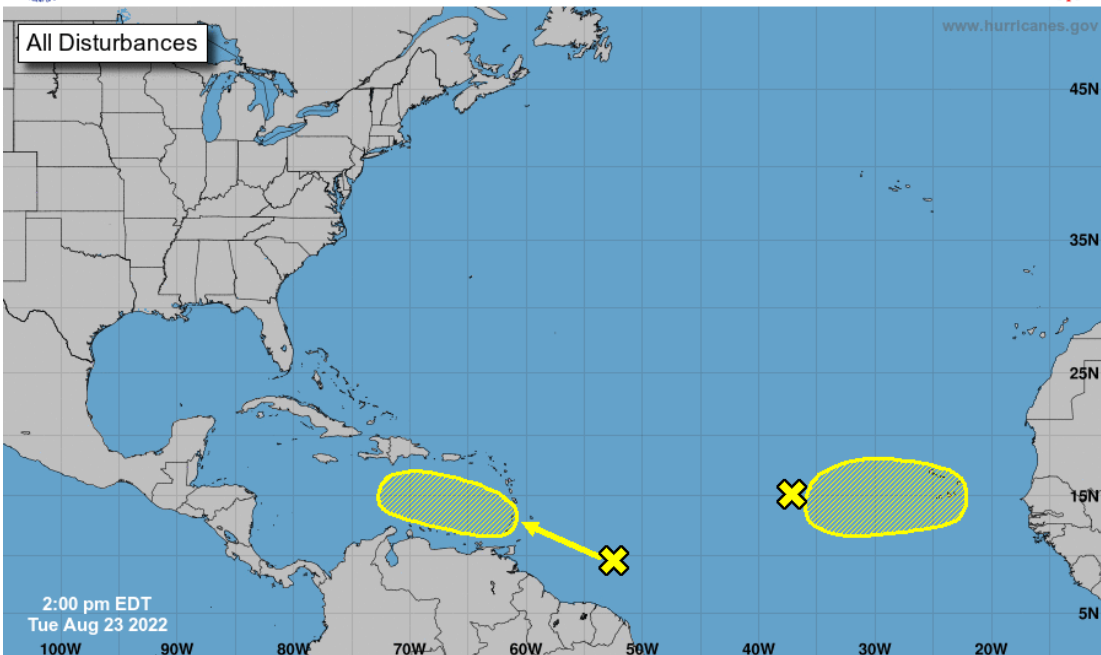 All Disturbances
www.hurricanes.gov
45N
35N
25N
15N
5N
2:00 pm EDT
Tue Aug 23 2022
100W 90W 80W 70W 60W 50W 40W 30W 20W